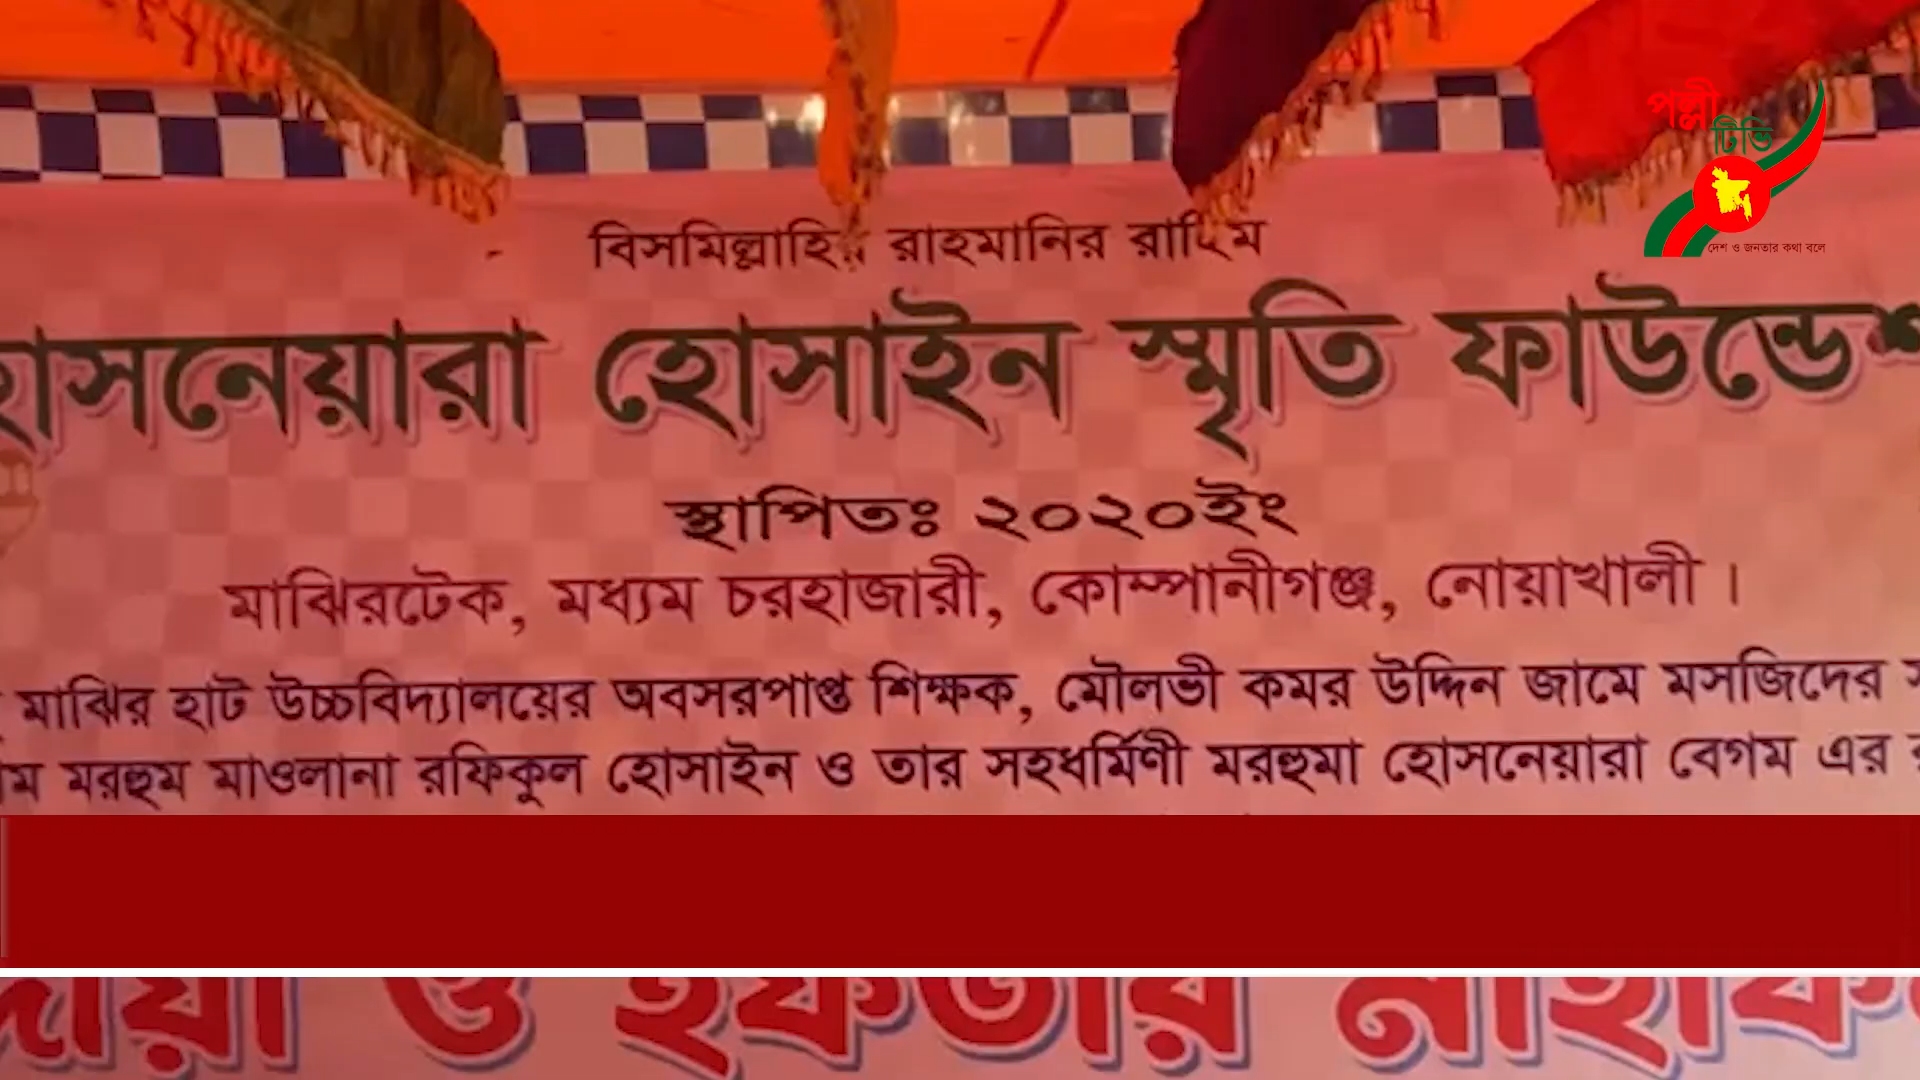 পল্লী
টিভি
দেশ ও জনতার কথা বলে
বিসমিল্লাহির রাহমানির রাহিম
হাসনেয়ারা হোসাইন স্মৃতি ফাউন্ডেশ
স্থাপিতঃ ২০২০ইং
মাঝিরটেক, মধ্যম চরহাজারী, কোম্পানীগঞ্জ, নোয়াখালী।
মাঝির হাট উচ্চবিদ্যালয়ের অবসরপাপ্ত শিক্ষক, মৌলভী কমর উদ্দিন জামে মসজিদের
মরহুম মাওলানা রফিকুল হোসাইন ও তার সহধর্মিণী মরহুমা হোসনেয়ারা বেগম এর
দোয়া ও ইফতার মাহফিল